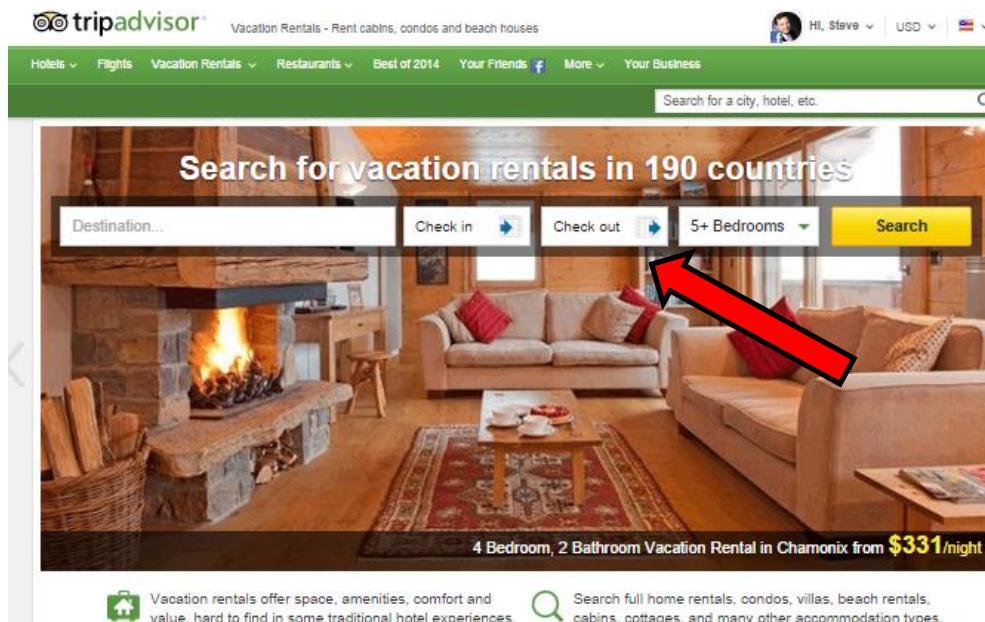 tripadvisor Vacation Rentals - Rent cabins, condos and beach houses Hi, Steve USD
Hotels Flights Vacation Rentals Restaurants Best of 2014 Your Friends f More Your Business
Search for a city, hotel, etc.
Search for vacation rentals in 190 countries
Destination... Check in Check out 5+ Bedrooms Search
4 Bedroom, 2 Bathroom Vacation Rental in Chamonix from $331/night
Vacation rentals offer space, amenities, comfort and
value, hard to find in some traditional hotel experiences.
Search full home rentals, condos, villas, beach rentals,
cabins, cottages, and many other accommodation types.